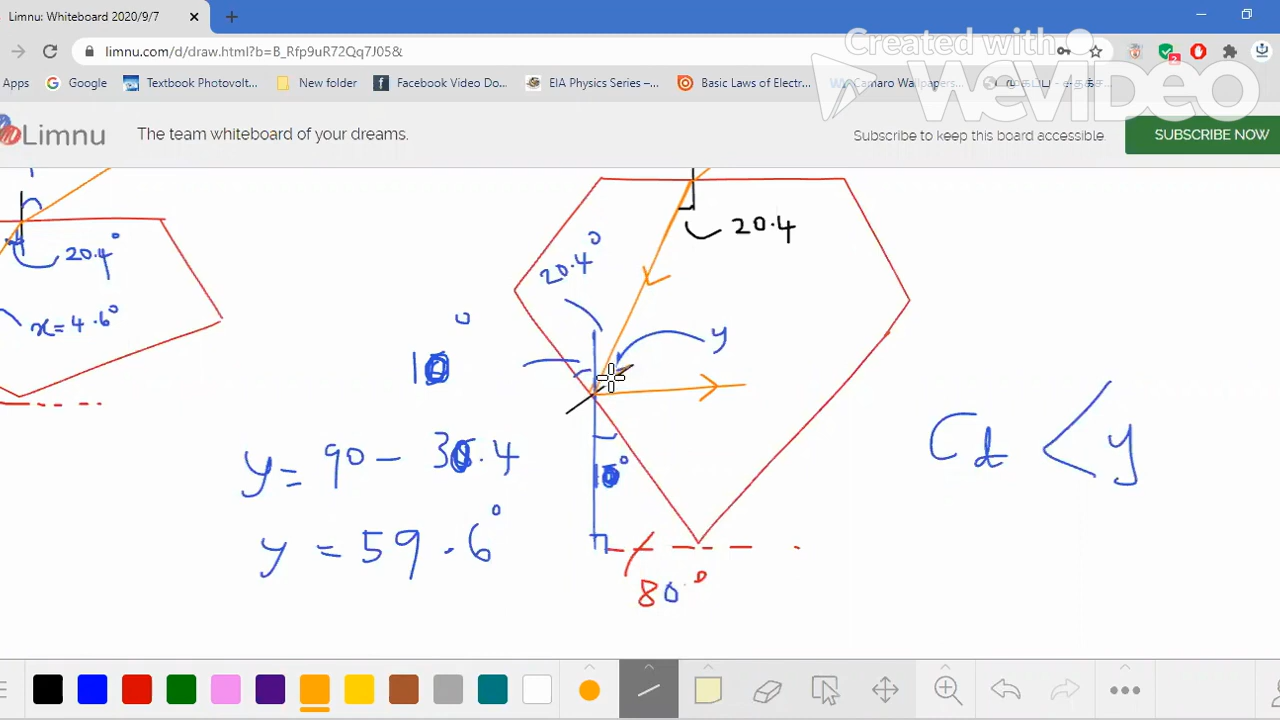 Limnu: Whiteboard 2020/9/7
limnu.com/d/draw.html?b=B_Rfp9uR72Qq7J05&
Created with
WEVIDEO
Apps Google Textbook Photogolt... New folder Facebook Video Do... EIA Physics Series –... Basic Laws of Electr... Camaro Wallpapers...
Limnu The team whiteboard of your dreams. Subscribe to keep this board accessible. SUBSCRIBE NOW
20.4°
x=4.6°
20.4
20.4°
y
10°
y= 90 - 30.4
y = 59.6°
10°
80°
C< y